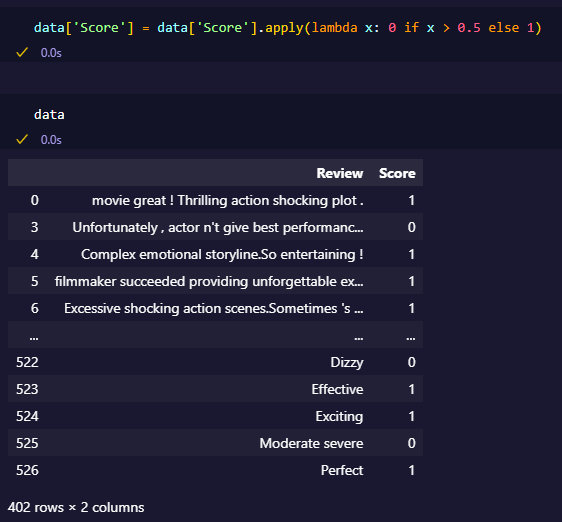 data['Score'] = data['Score'].apply(lambda x: 0 if x > 0.5 else 1)
0.0s
data
0.0s
Review Score
0 movie great ! Thrilling action shocking plot . 1
3 Unfortunately , actor n't give best performanc... 0
4 Complex emotional storyline.So entertaining ! 1
5 filmmaker succeeded providing unforgettable ex... 1
6 Excessive shocking action scenes.Sometimes 's ... 1
... ... ...
522 Dizzy 0
523 Effective 1
524 Exciting 1
525 Moderate severe 0
526 Perfect 1
402 rows × 2 columns